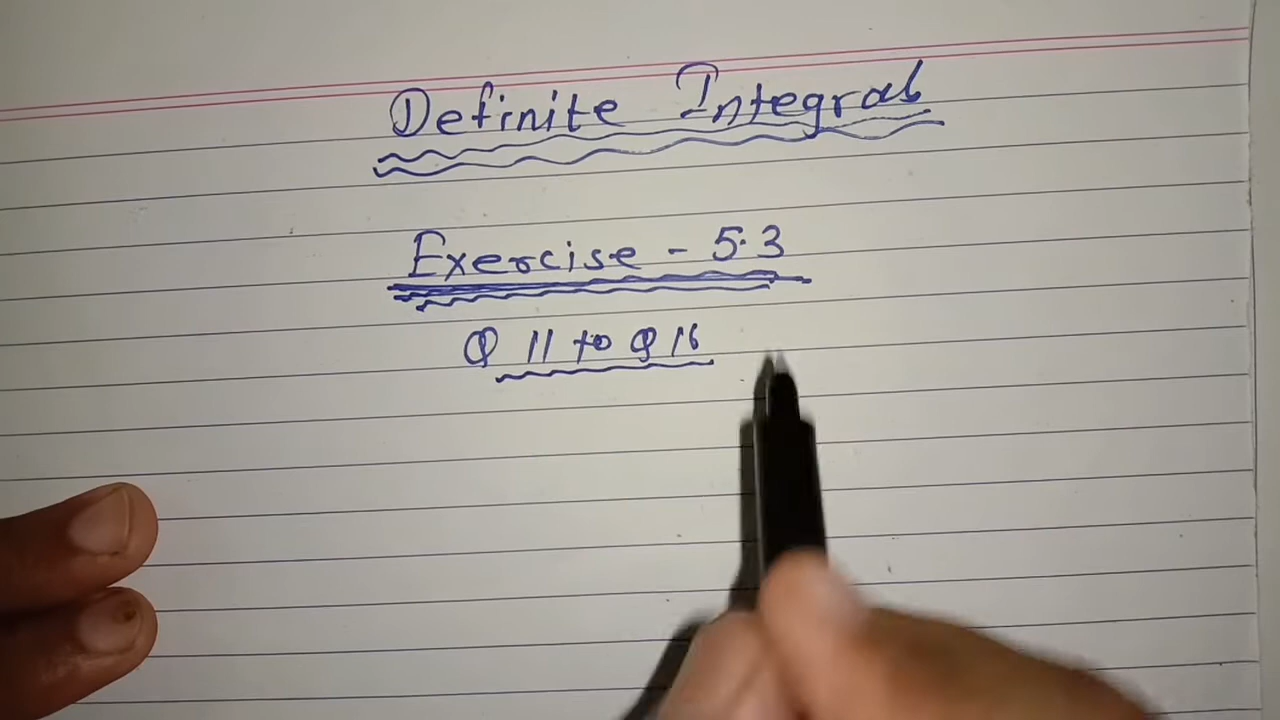 Definite Integral
Exercise - 5.3
Q 11 to Q 16